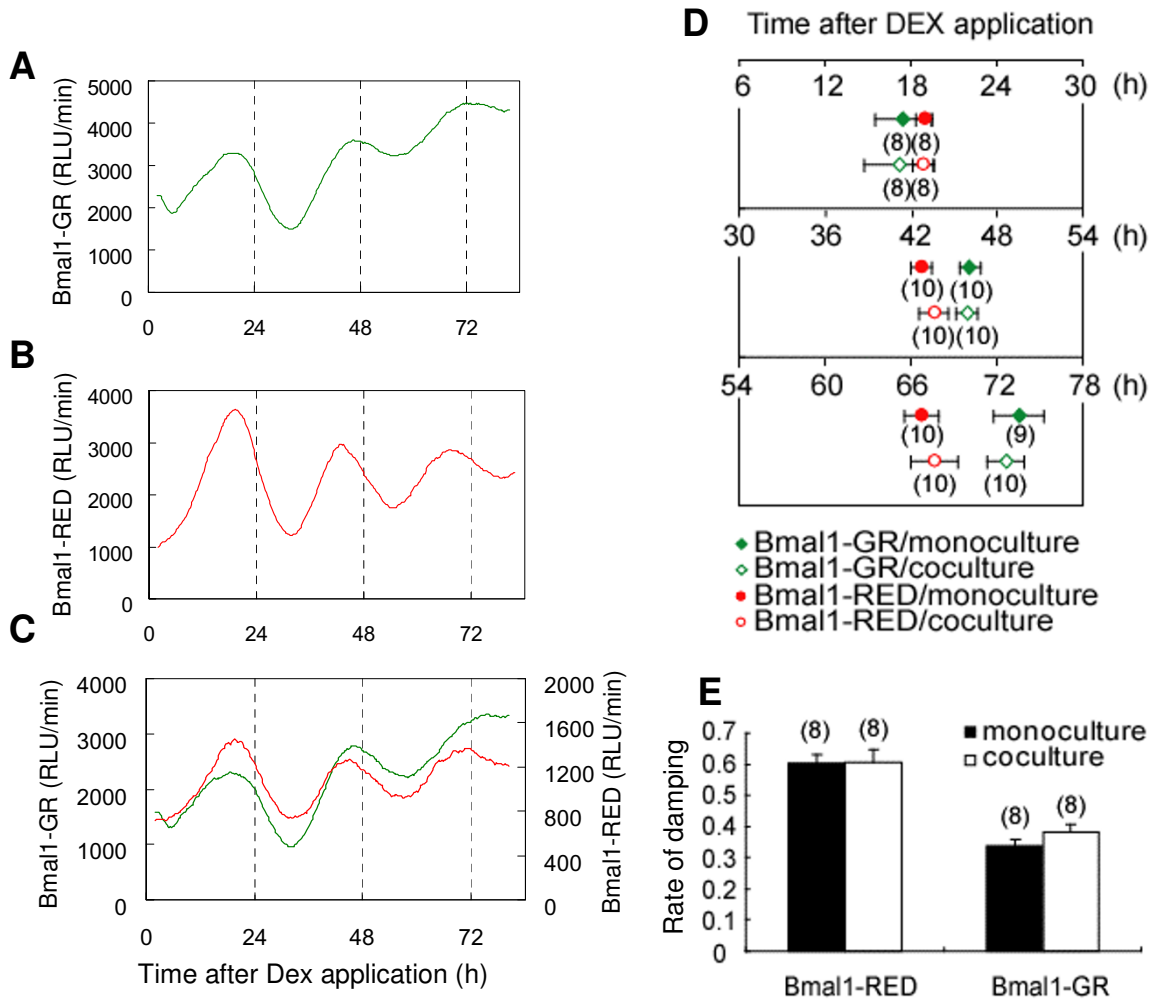 A
Bmal1-GR (RLU/min)
5000
4000
3000
2000
1000
0
0 24 48 72
B
Bmal1-RED (RLU/min)
4000
3000
2000
1000
0
0 24 48 72
C
Bmal1-GR (RLU/min)
4000
3000
2000
1000
0
2000
1600
1200
800
400
0
Bmal1-RED (RLU/min)
0 24 48 72
Time after Dex application (h)
D
Time after DEX application
6 12 18 24 30 (h)
(8)(8)
(8)(8)
30 36 42 48 54 (h)
(10) (10)
(10) (10)
54 60 66 72 78 (h)
(10) (9)
(10) (10)
Bmal1-GR/monoculture
Bmal1-GR/coculture
Bmal1-RED/monoculture
Bmal1-RED/coculture
E
Rate of damping
0.7
0.6
0.5
0.4
0.3
0.2
0.1
0
(8) (8)
(8) (8)
monoculture
coculture
Bmal1-RED Bmal1-GR